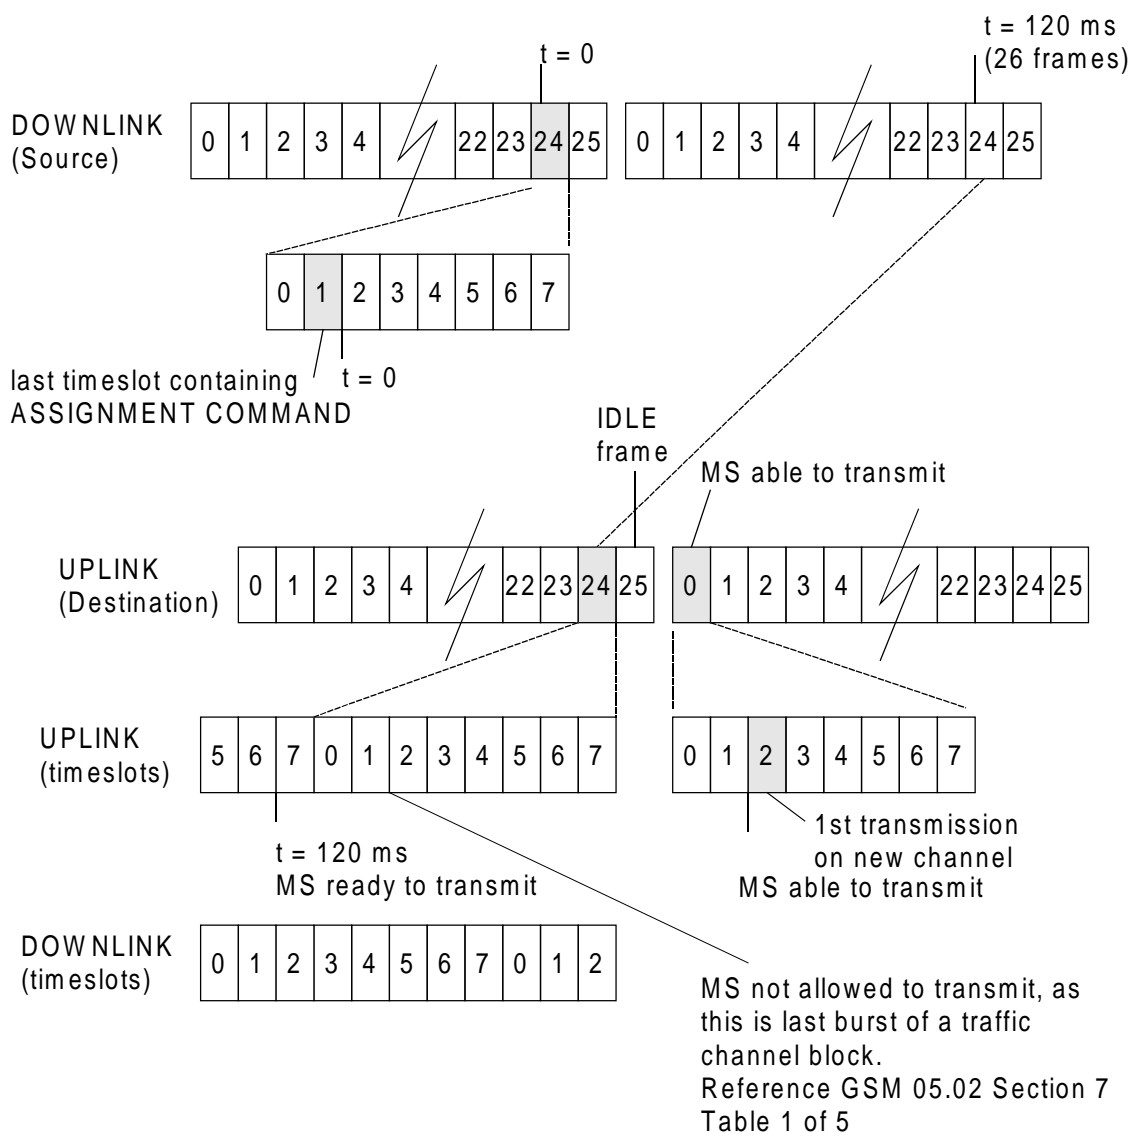 t = 120 ms
(26 frames)
t = 0
DOWNLINK
(Source)
0 1 2 3 4 22 23 24 25 0 1 2 3 4 22 23 24 25
0 1 2 3 4 5 6 7
last timeslot containing
ASSIGNMENT COMMAND
t = 0
IDLE
frame
MS able to transmit
UPLINK
(Destination)
0 1 2 3 4 22 23 24 25 0 1 2 3 4 22 23 24 25
UPLINK
(timeslots)
5 6 7 0 1 2 3 4 5 6 7 0 1 2 3 4 5 6 7
t = 120 ms
MS ready to transmit
1st transmission
on new channel
MS able to transmit
DOWNLINK
(timeslots)
0 1 2 3 4 5 6 7 0 1 2
MS not allowed to transmit, as
this is last burst of a traffic
channel block.
Reference GSM 05.02 Section 7
Table 1 of 5